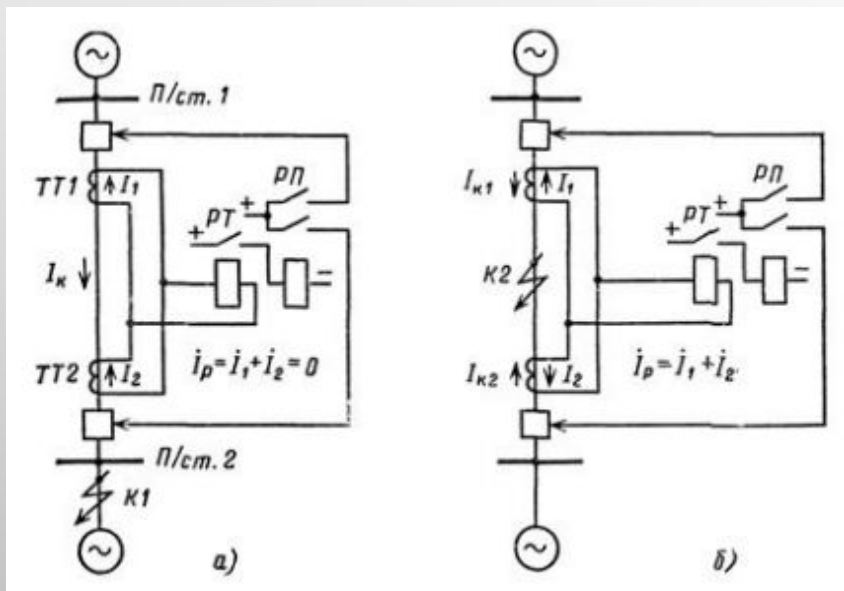 П/ст. 1
ТТ1
I₁
РП
+
+ РТ
–
Iк
ТТ2
I₂
İр = İ₁ + İ₂ = 0
П/ст. 2
К1
а)
Iк1
I₁
РП
+
+ РТ
–
К2
Iк2
I₂
İр = İ₁ + İ₂
б)